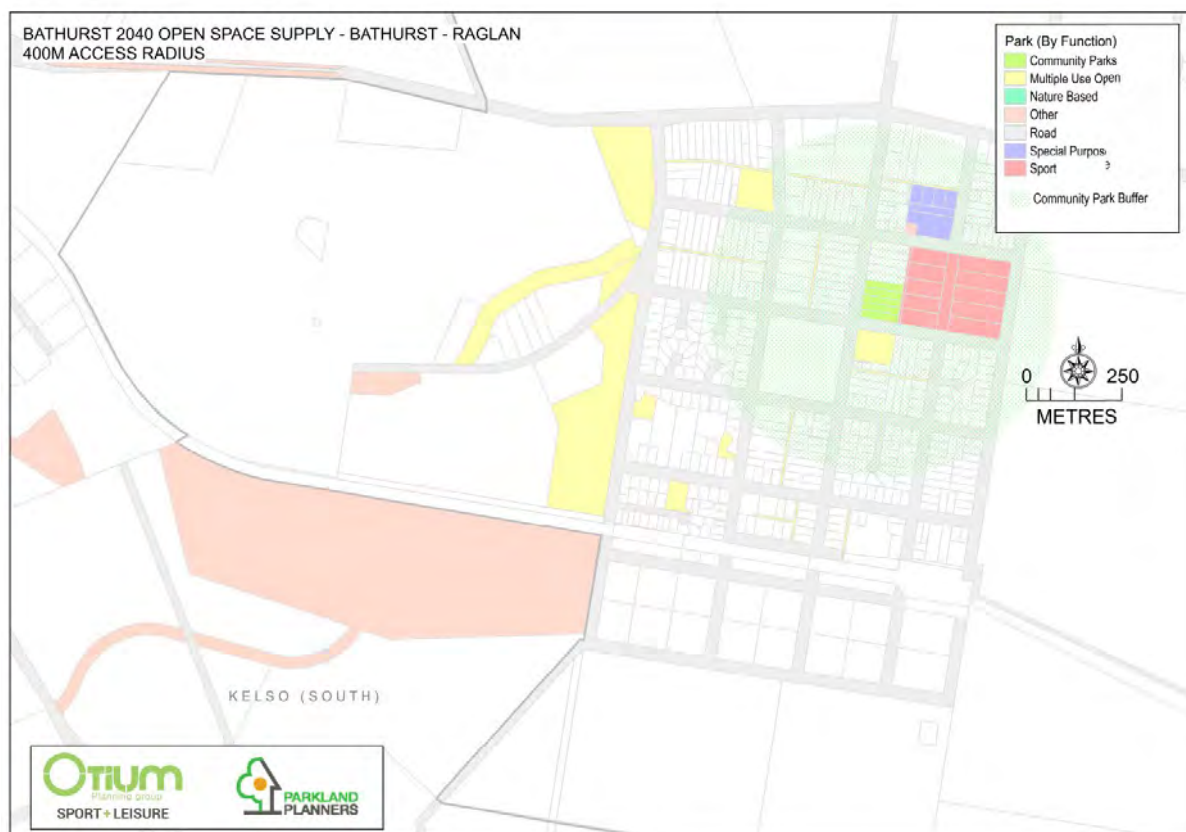 BATHURST 2040 OPEN SPACE SUPPLY - BATHURST - RAGLAN
400M ACCESS RADIUS
Park (By Function)
Community Parks
Multiple Use Open
Nature Based
Other
Road
Special Purpos
Sport
Community Park Buffer
0 250
METRES
KELSO (SOUTH)
OTiUM
Planning group
SPORT+LEISURE
PARKLAND
PLANNERS